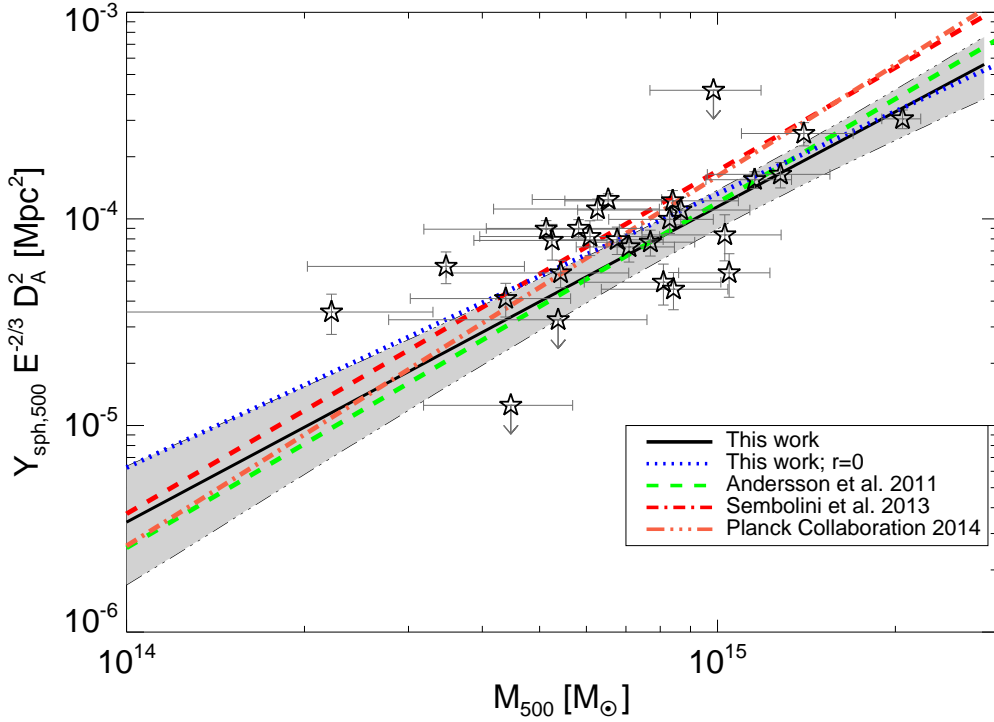 10^-3
10^-4
10^-5
10^-6
Y_sph,500 E^-2/3 D_A^2 [Mpc^2]
This work
This work; r=0
Andersson et al. 2011
Sembolini et al. 2013
Planck Collaboration 2014
10^14
10^15
M_500 [M_⊙]